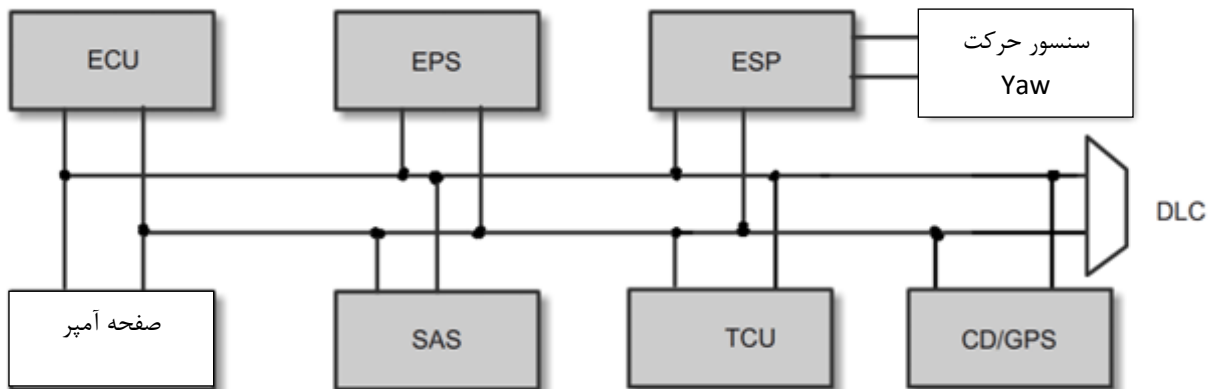 ECU
EPS
ESP
سنسور حرکت
Yaw
DLC
صفحه آمپر
SAS
TCU
CD/GPS